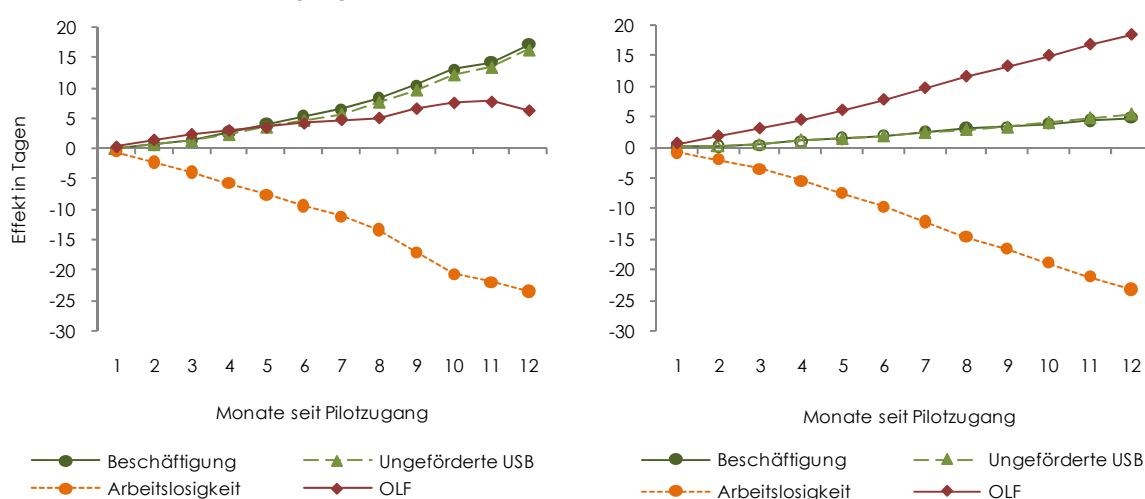 20
15
10
5
0
-5
-10
-15
-20
-25
-30
Effekt in Tagen
1 2 3 4 5 6 7 8 9 10 11 12
Monate seit Pilotzugang
Beschäftigung Ungeförderte USB
Arbeitslosigkeit OLF
20
15
10
5
0
-5
-10
-15
-20
-25
-30
1 2 3 4 5 6 7 8 9 10 11 12
Monate seit Pilotzugang
Beschäftigung Ungeförderte USB
Arbeitslosigkeit OLF